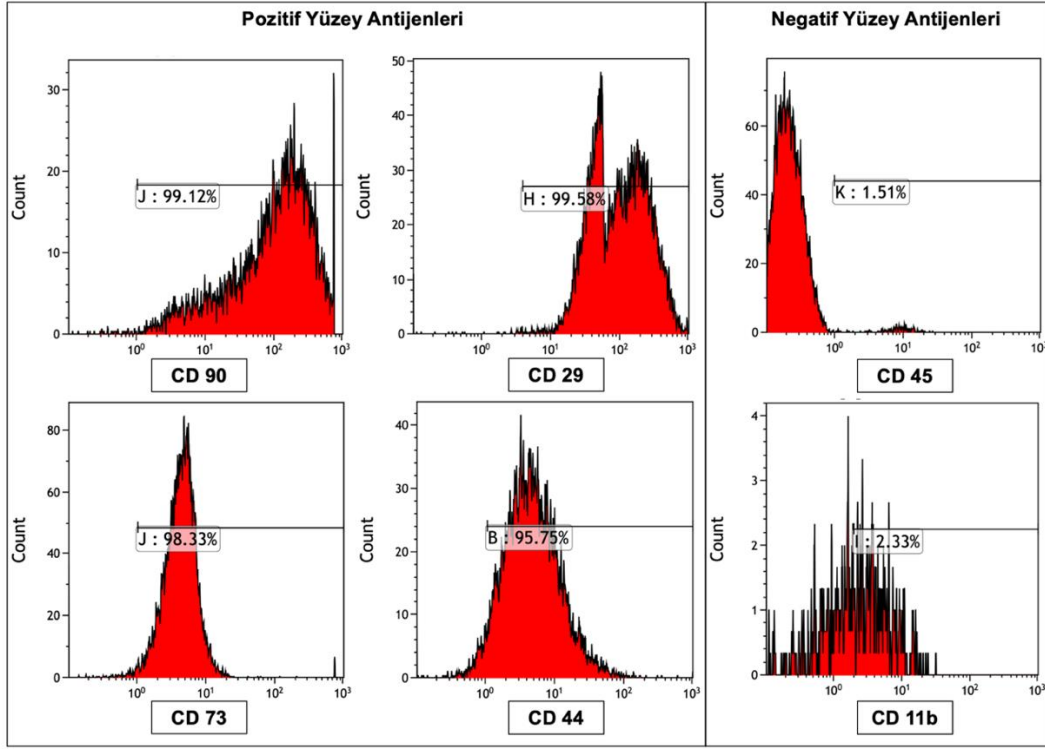 Pozitif Yüzey Antijenleri
Negatif Yüzey Antijenleri
Count
30
20
10
0
J : 99.12%
10⁰ 10¹ 10² 10³
CD 90
Count
50
40
30
20
10
0
H : 99.58%
10⁰ 10¹ 10² 10³
CD 29
Count
60
40
20
0
K : 1.51%
10⁰ 10¹ 10² 10³
CD 45
Count
80
60
40
20
0
J : 98.33%
10⁰ 10¹ 10² 10³
CD 73
Count
40
30
20
10
0
B : 95.75%
10⁰ 10¹ 10² 10³
CD 44
Count
4
3
2
1
0
I : 2.33%
10⁰ 10¹ 10² 10³
CD 11b